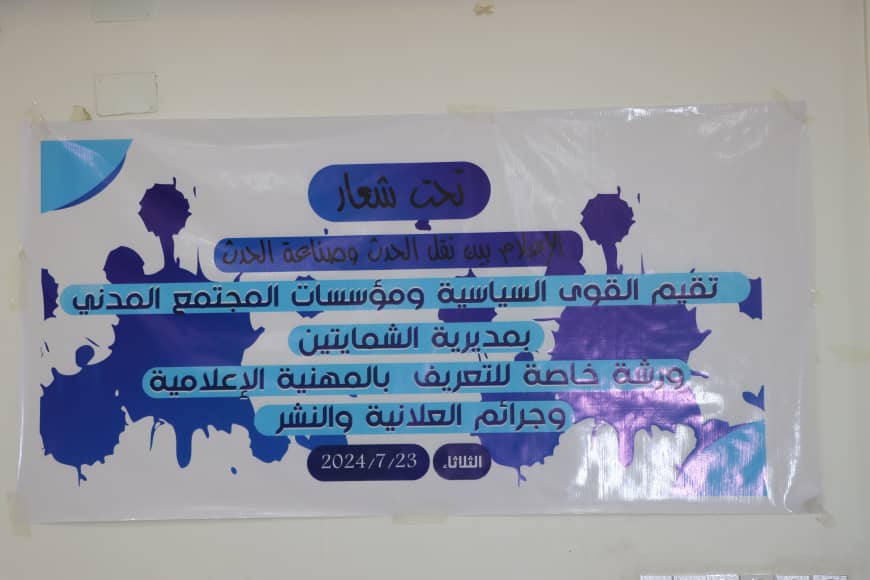 تحت شعار
الإعلام بين نقل الحدث وصناعة الحدث
تقيم القوى السياسية ومؤسسات المجتمع المدني
بمديرية الشمايتين
ورشة خاصة للتعريف بالمهنية الإعلامية
وجرائم العلانية والنشر
الثلاثاء 2024/7/23